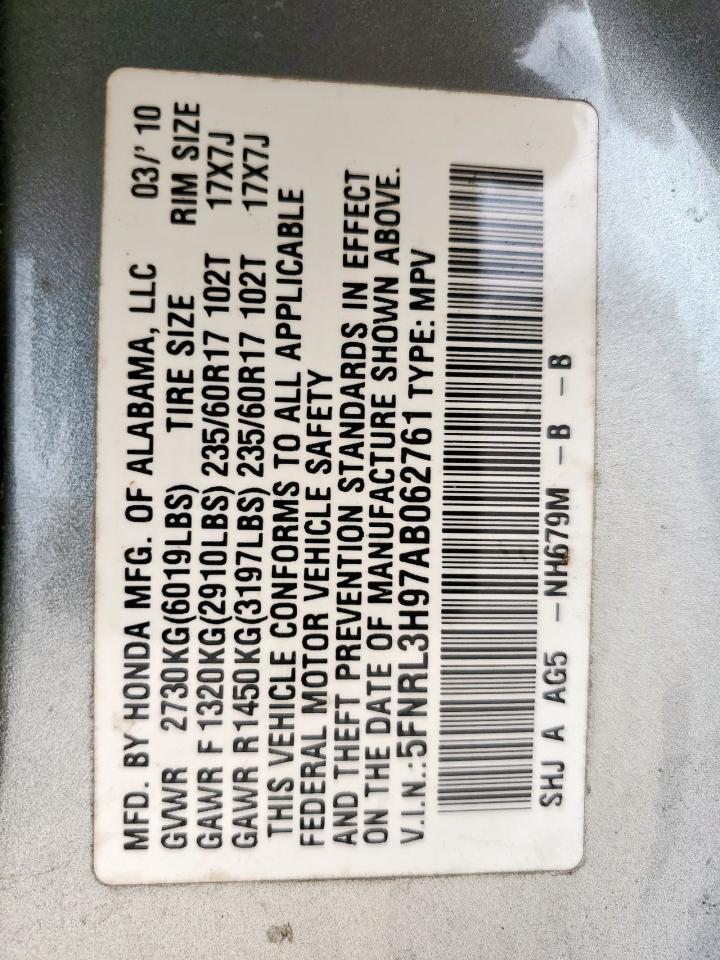 MFD. BY HONDA MFG. OF ALABAMA, LLC 03/'10
GVWR 2730KG(6019LBS) TIRE SIZE RIM SIZE
GAWR F 1320KG(2910LBS) 235/60R17 102T 17X7J
GAWR R 1450KG(3197LBS) 235/60R17 102T 17X7J
THIS VEHICLE CONFORMS TO ALL APPLICABLE
FEDERAL MOTOR VEHICLE SAFETY
AND THEFT PREVENTION STANDARDS IN EFFECT
ON THE DATE OF MANUFACTURE SHOWN ABOVE.
V.I.N.:5FNRL3H97AB062761 TYPE: MPV
SHJ A AG5 -NH679M -B -B